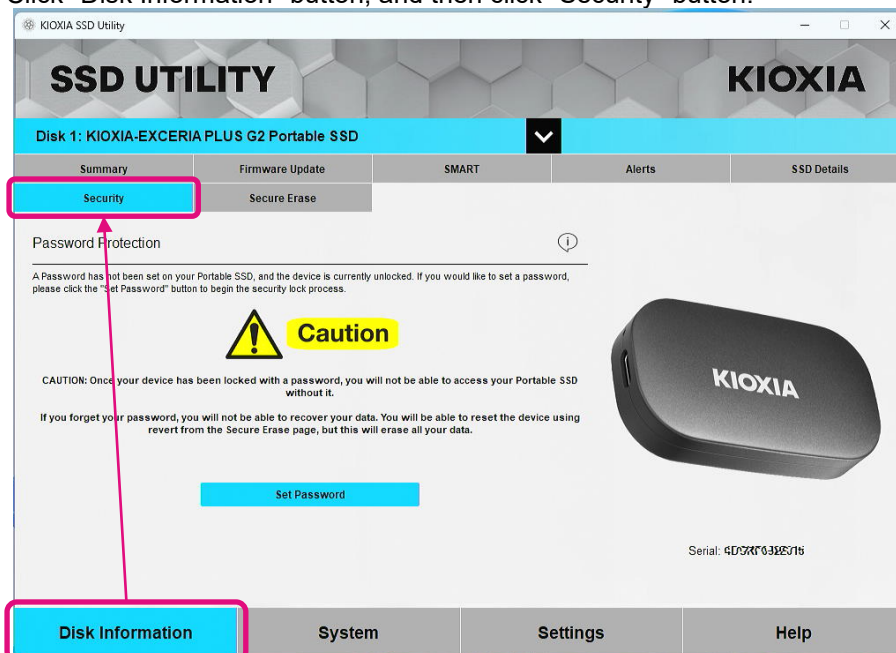 Click "Disk Information" button, and then click "Security" button.
KIOXIA SSD Utility
SSD UTILITY
KIOXIA
Disk 1: KIOXIA-EXCERIA PLUS G2 Portable SSD
Summary Firmware Update SMART Alerts SSD Details
Security Secure Erase
Password Protection
A Password has not been set on your Portable SSD, and the device is currently unlocked. If you would like to set a password,
please click the "Set Password" button to begin the security lock process.
Caution
CAUTION: Once your device has been locked with a password, you will not be able to access your Portable SSD
without it.
If you forget your password, you will not be able to recover your data. You will be able to reset the device using
revert from the Secure Erase page, but this will erase all your data.
KIOXIA
Set Password
Serial:
Disk Information System Settings Help